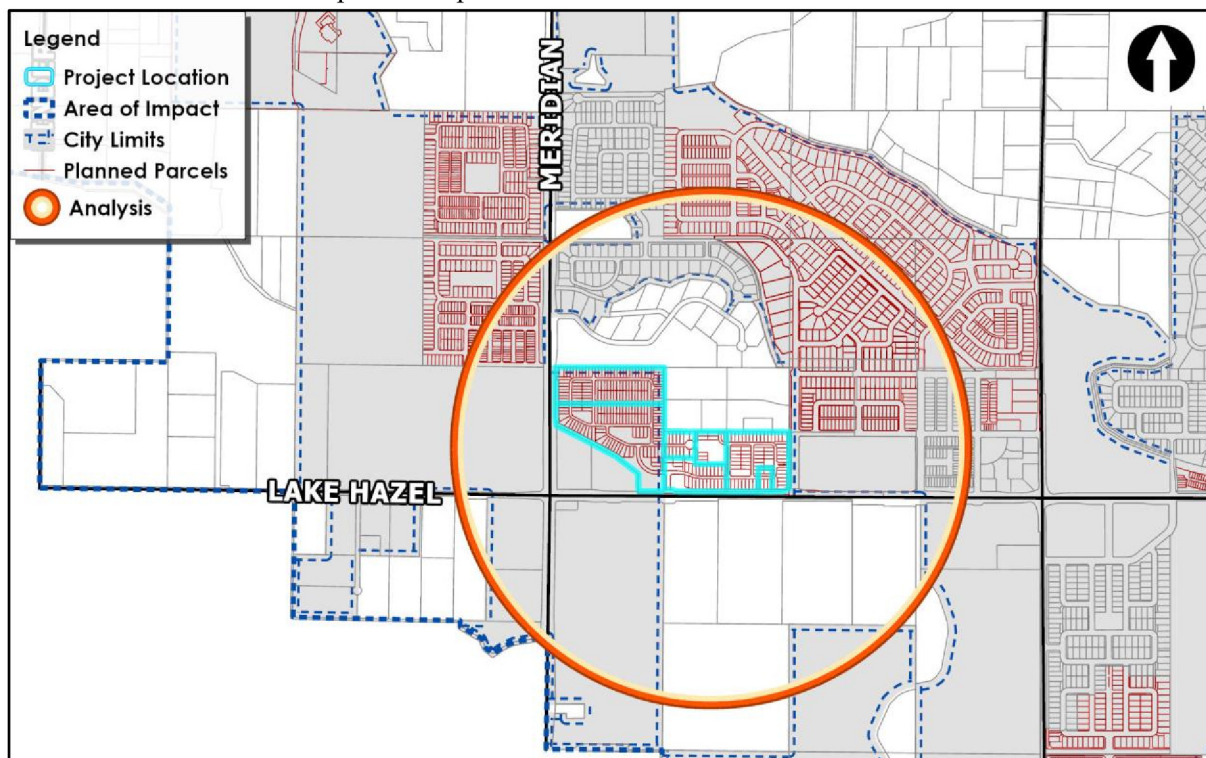 Legend
Project Location
Area of Impact
City Limits
Planned Parcels
Analysis
MERIDIAN
LAKE HAZEL